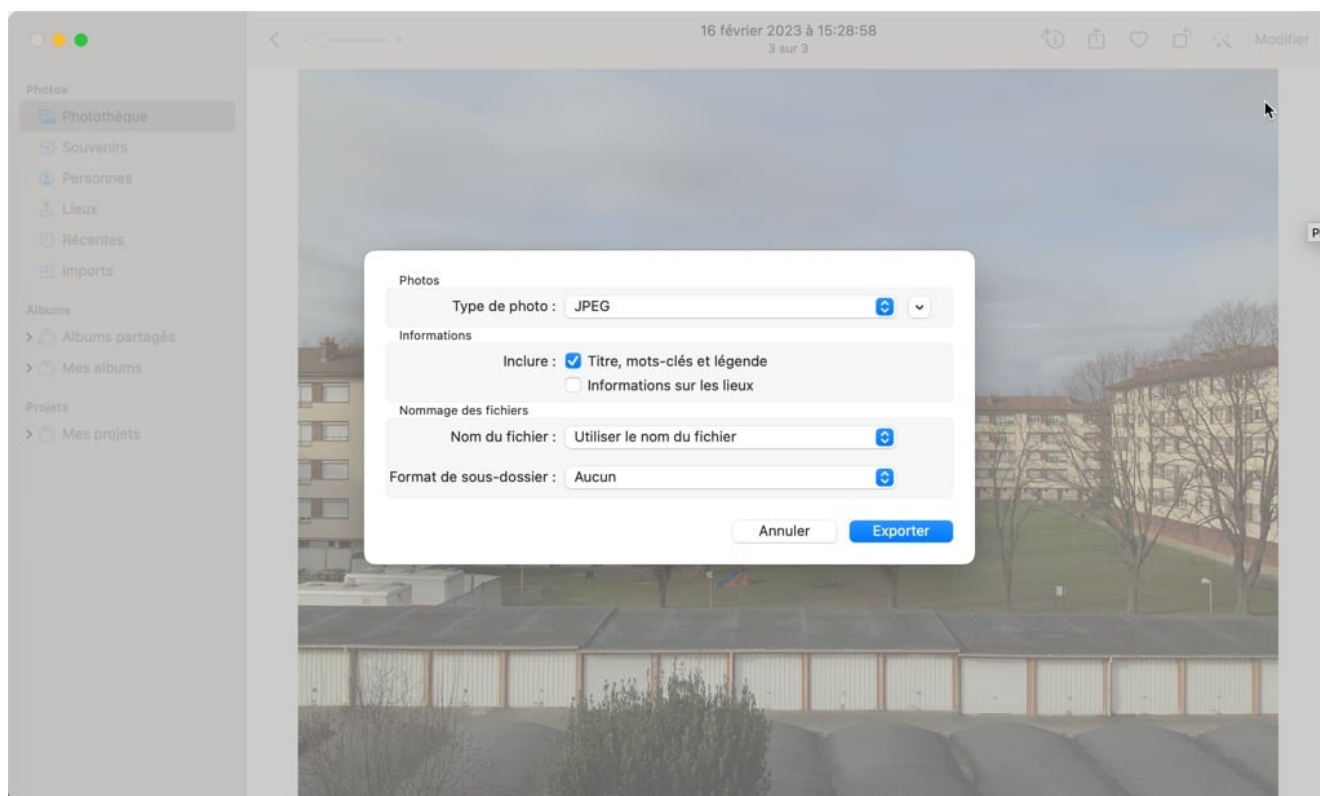 16 février 2023 à 15:28:58
3 sur 3
Modifier
Photos
Photothèque
Souvenirs
Personnes
Lieux
Récentes
Imports
Albums
Albums partagés
Mes albums
Projets
Mes projets
Photos
Type de photo : JPEG
Informations
Inclure : Titre, mots-clés et légende
Informations sur les lieux
Nommage des fichiers
Nom du fichier : Utiliser le nom du fichier
Format de sous-dossier : Aucun
Annuler Exporter
P